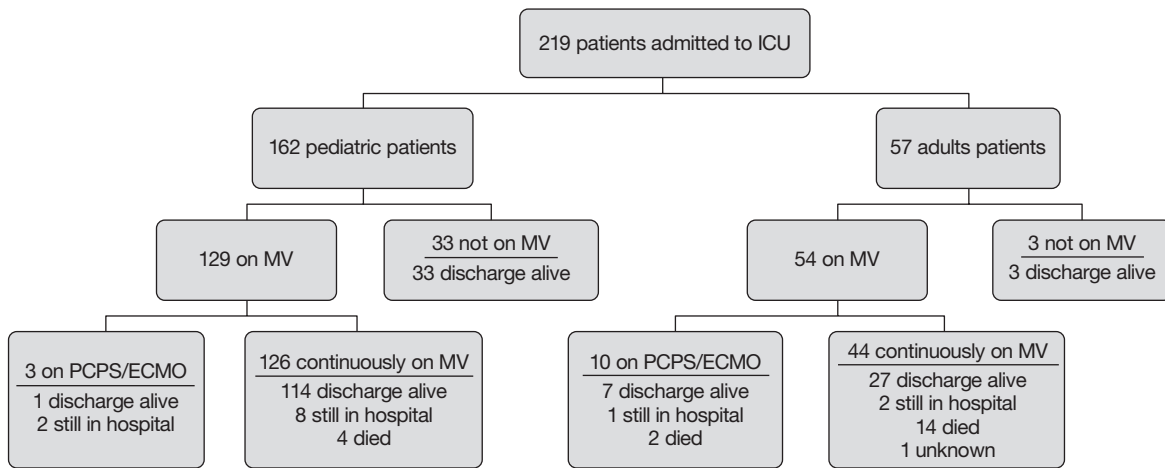 219 patients admitted to ICU
162 pediatric patients
57 adults patients
129 on MV
33 not on MV
33 discharge alive
54 on MV
3 not on MV
3 discharge alive
3 on PCPS/ECMO
1 discharge alive
2 still in hospital
126 continuously on MV
114 discharge alive
8 still in hospital
4 died
10 on PCPS/ECMO
7 discharge alive
1 still in hospital
2 died
44 continuously on MV
27 discharge alive
2 still in hospital
14 died
1 unknown